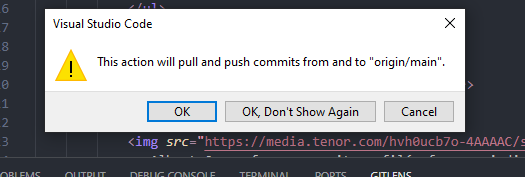 </ul>
Visual Studio Code
This action will pull and push commits from and to "origin/main".
OK
OK, Don't Show Again
Cancel
<img src="https://media.tenor.com/hvh0ucb7o-4AAAAC/s
PROBLEMS OUTPUT DEBUG CONSOLE TERMINAL PORTS GITLENS